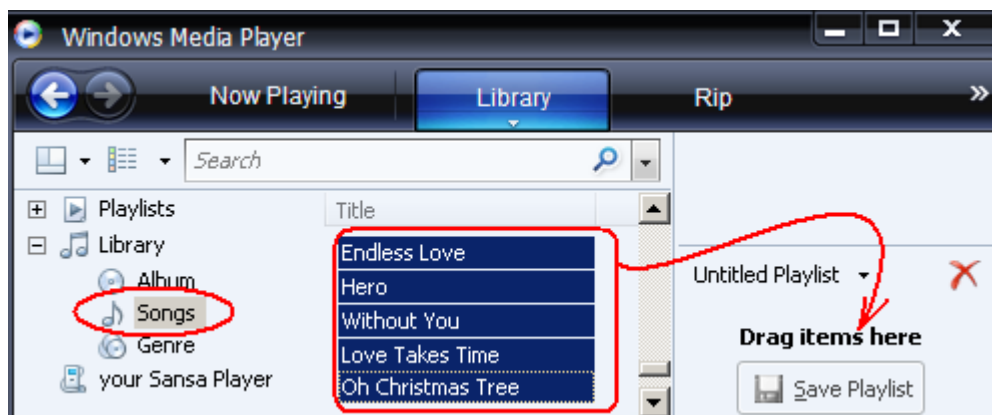 Windows Media Player
Now Playing Library Rip »
Search
Playlists
Library
Album
Songs
Genre
your Sansa Player
Title
Endless Love
Hero
Without You
Love Takes Time
Oh Christmas Tree
Untitled Playlist
Drag items here
Save Playlist